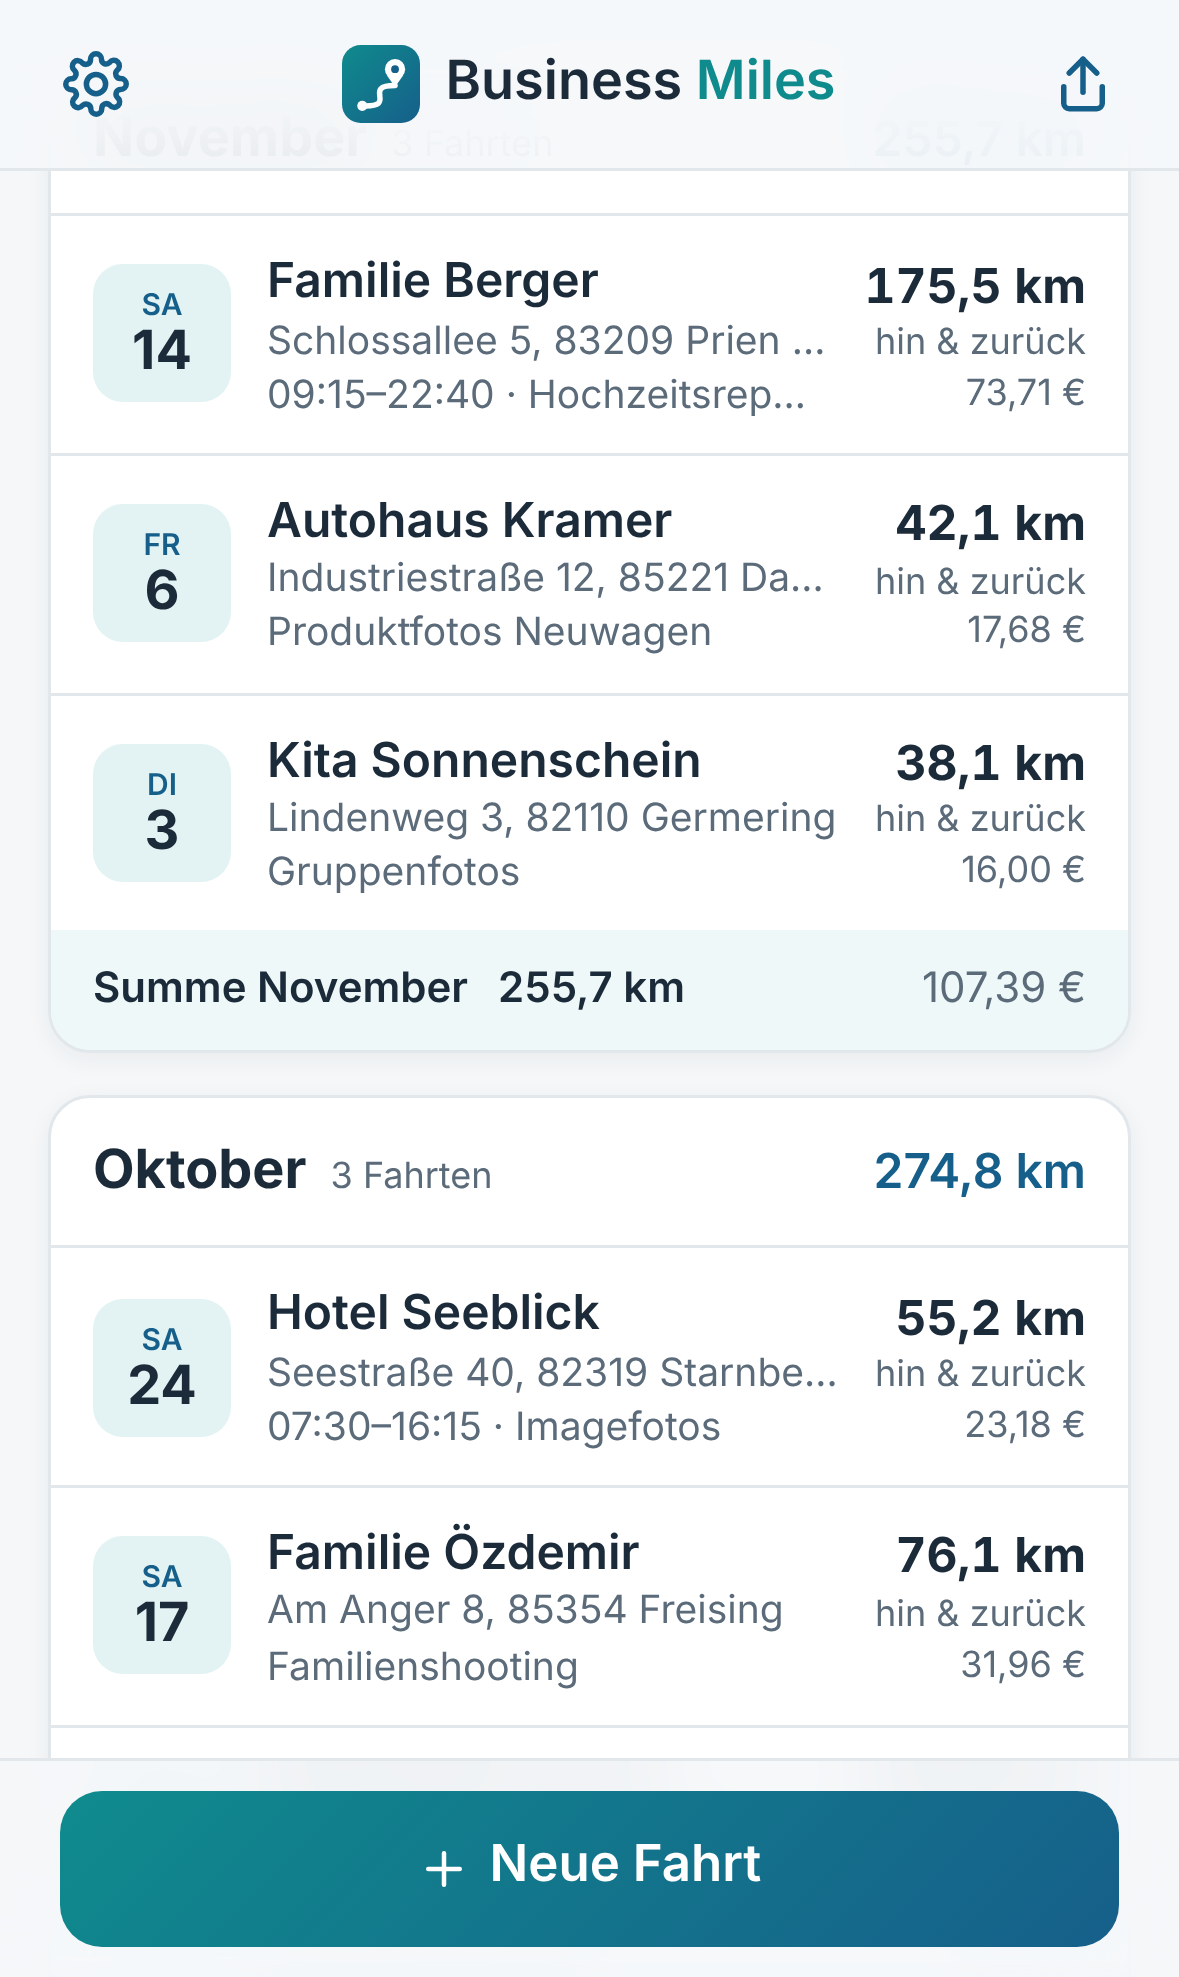 Business Miles
November 3 Fahrten 255,7 km
Familie Berger 175,5 km
SA
14
Schlossallee 5, 83209 Prien ... hin & zurück
09:15–22:40 · Hochzeitsrep... 73,71 €
Autohaus Kramer 42,1 km
FR
6
Industriestraße 12, 85221 Da... hin & zurück
Produktfotos Neuwagen 17,68 €
Kita Sonnenschein 38,1 km
DI
3
Lindenweg 3, 82110 Germering hin & zurück
Gruppenfotos 16,00 €
Summe November 255,7 km 107,39 €
Oktober 3 Fahrten 274,8 km
Hotel Seeblick 55,2 km
SA
24
Seestraße 40, 82319 Starnbe... hin & zurück
07:30–16:15 · Imagefotos 23,18 €
Familie Özdemir 76,1 km
SA
17
Am Anger 8, 85354 Freising hin & zurück
Familienshooting 31,96 €
+ Neue Fahrt